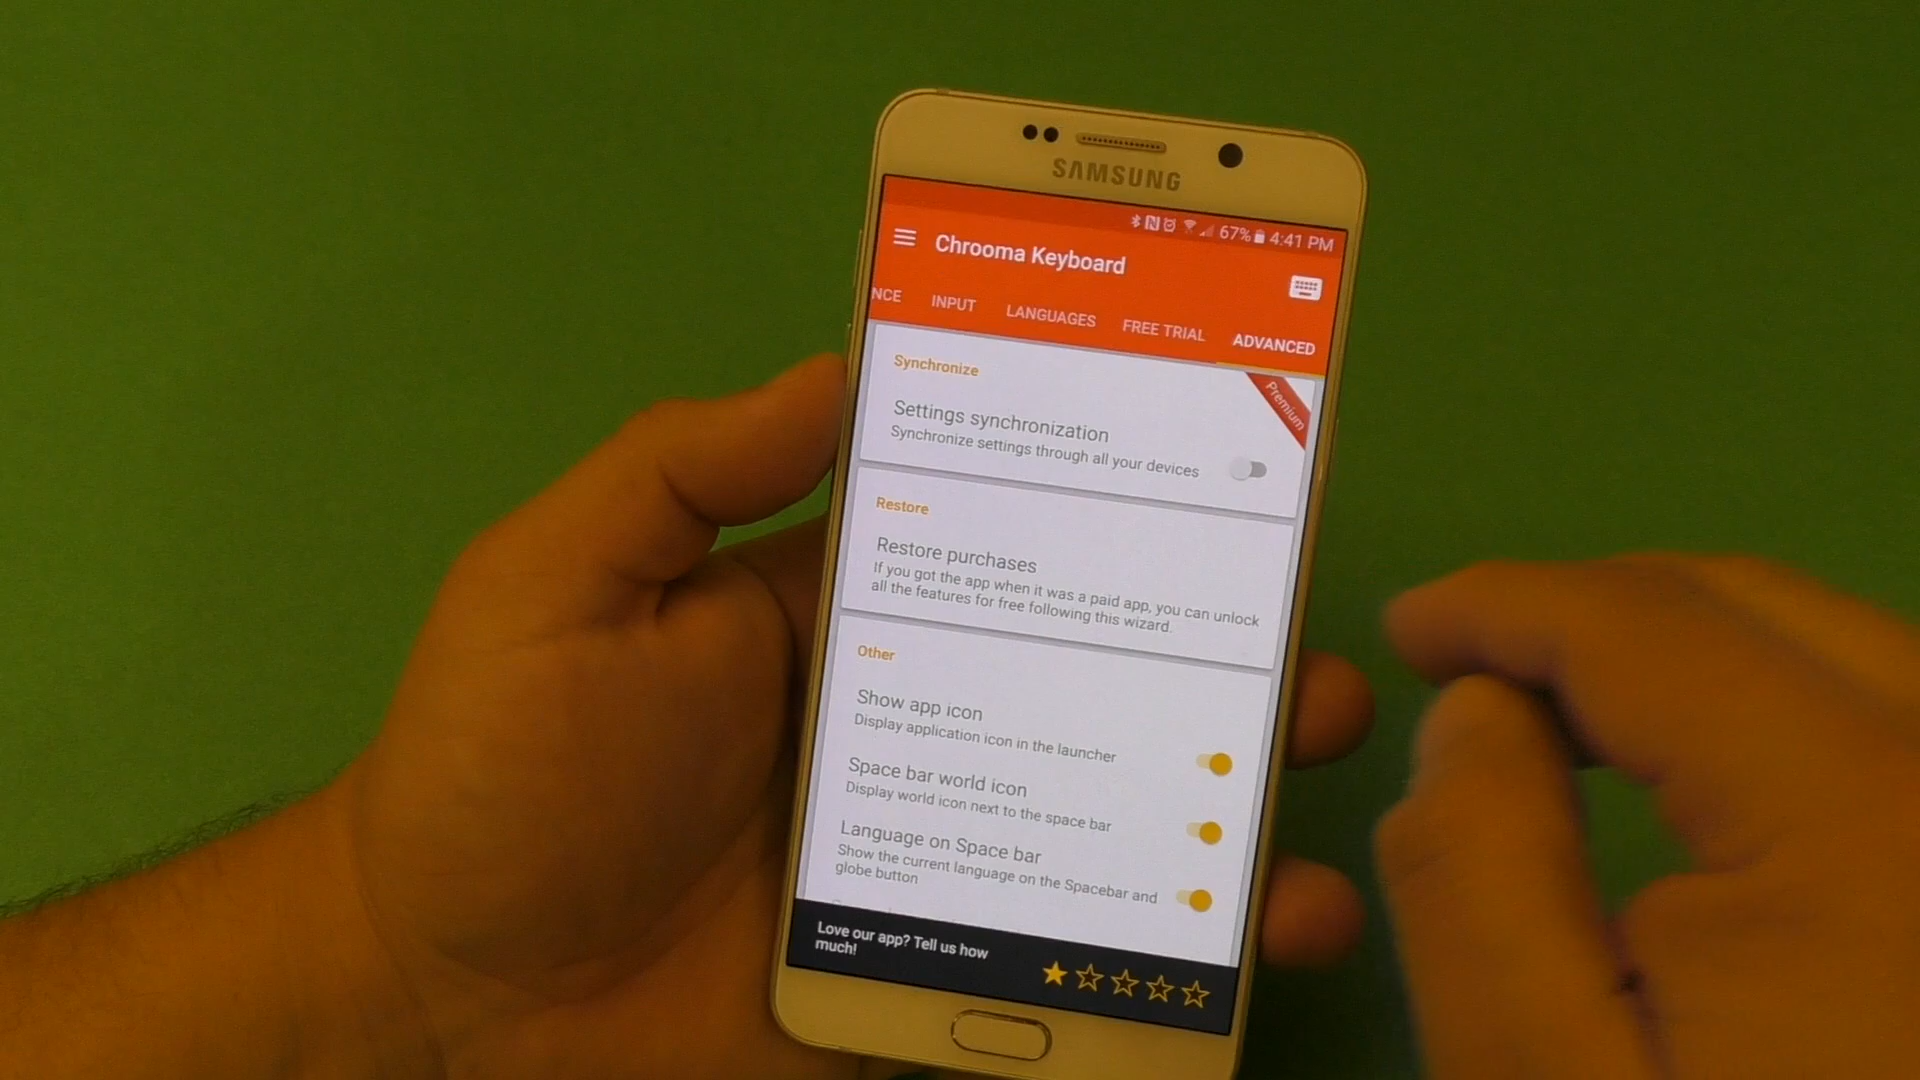 SAMSUNG
67% 4:41 PM
Chrooma Keyboard
NCE INPUT LANGUAGES FREE TRIAL ADVANCED
Synchronize
Premium
Settings synchronization
Synchronize settings through all your devices
Restore
Restore purchases
If you got the app when it was a paid app, you can unlock
all the features for free following this wizard.
Other
Show app icon
Display application icon in the launcher
Space bar world icon
Display world icon next to the space bar
Language on Space bar
Show the current language on the Spacebar and
globe button
Love our app? Tell us how
much!